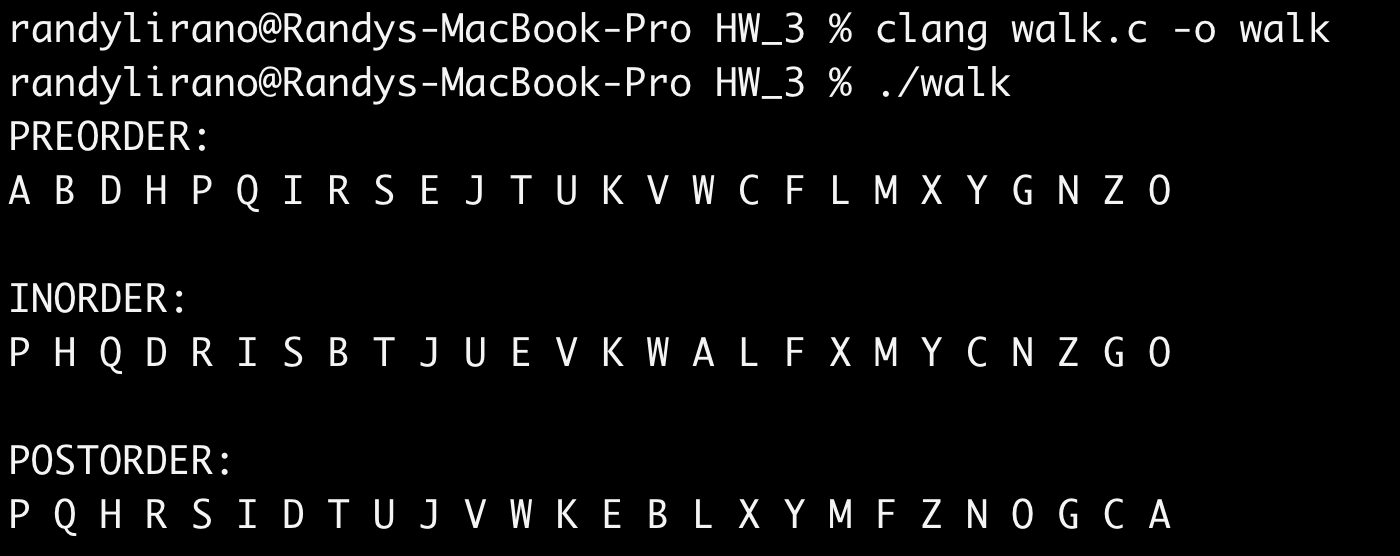 randylirano@Randys-MacBook-Pro HW_3 % clang walk.c -o walk
randylirano@Randys-MacBook-Pro HW_3 % ./walk
PREORDER:
A B D H P Q I R S E J T U K V W C F L M X Y G N Z O
INORDER:
P H Q D R I S B T J U E V K W A L F X M Y C N Z G O
POSTORDER:
P Q H R S I D T U J V W K E B L X Y M F Z N O G C A